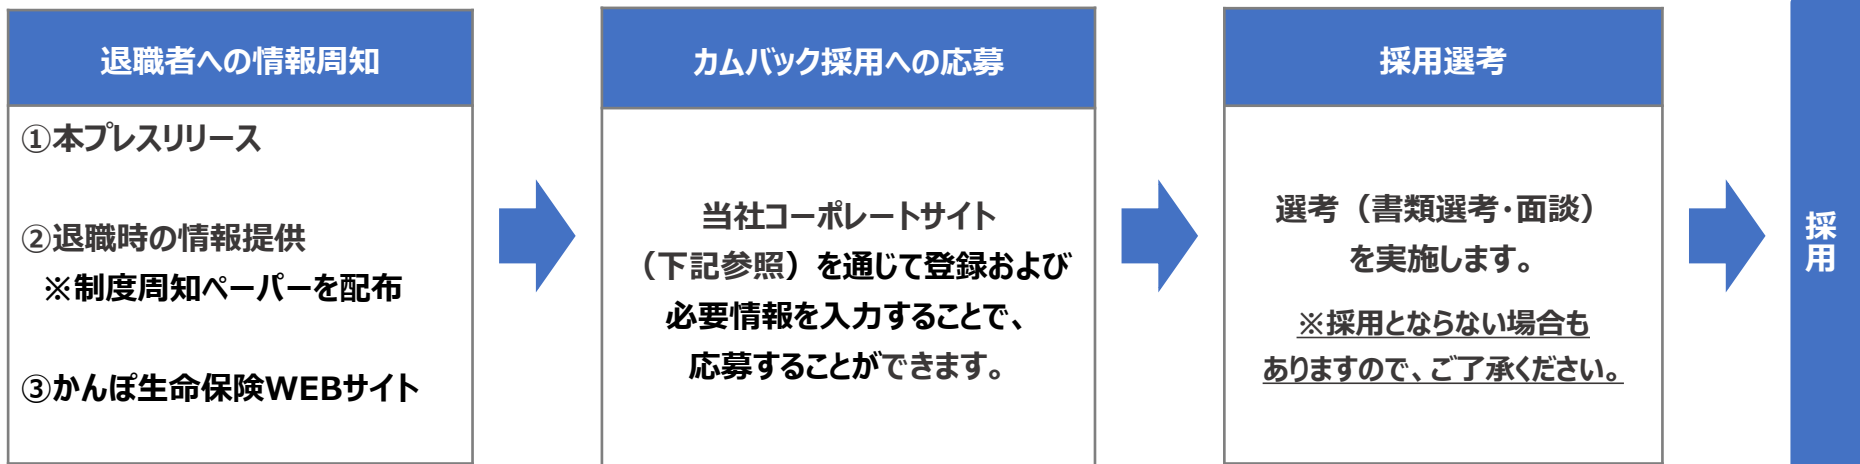 退職者への情報周知
①本プレスリリース
②退職時の情報提供
※制度周知ペーパーを配布
③かんぽ生命保険WEBサイト
カムバック採用への応募
当社コーポレートサイト
（下記参照）を通じて登録および
必要情報を入力することで、
応募することができます。
採用選考
選考（書類選考・面談）
を実施します。
※採用とならない場合も
ありますので、ご了承ください。
採用